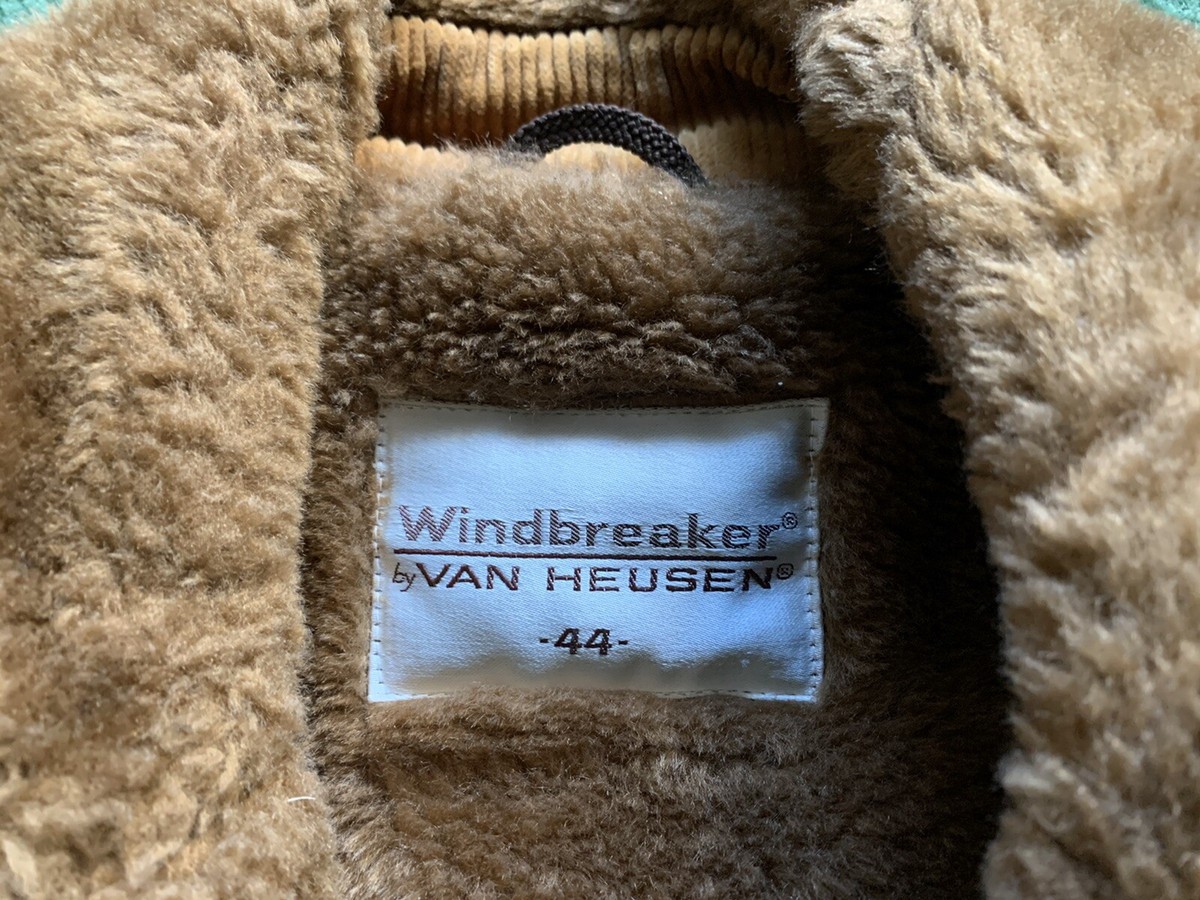 Windbreaker®
by VAN HEUSEN®
-44-